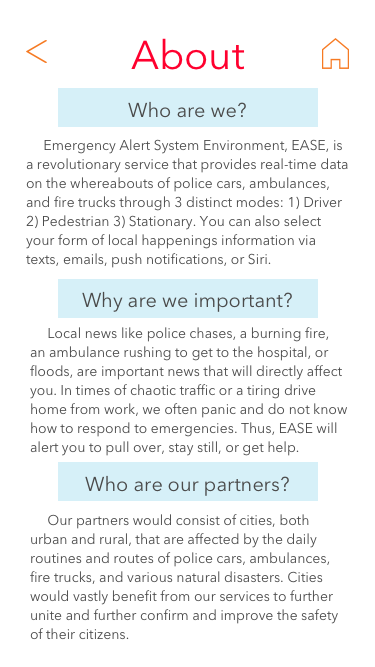 About
Who are we?
Emergency Alert System Environment, EASE, is
a revolutionary service that provides real-time data
on the whereabouts of police cars, ambulances,
and fire trucks through 3 distinct modes: 1) Driver
2) Pedestrian 3) Stationary. You can also select
your form of local happenings information via
texts, emails, push notifications, or Siri.
Why are we important?
Local news like police chases, a burning fire,
an ambulance rushing to get to the hospital, or
floods, are important news that will directly affect
you. In times of chaotic traffic or a tiring drive
home from work, we often panic and do not know
how to respond to emergencies. Thus, EASE will
alert you to pull over, stay still, or get help.
Who are our partners?
Our partners would consist of cities, both
urban and rural, that are affected by the daily
routines and routes of police cars, ambulances,
fire trucks, and various natural disasters. Cities
would vastly benefit from our services to further
unite and further confirm and improve the safety
of their citizens.